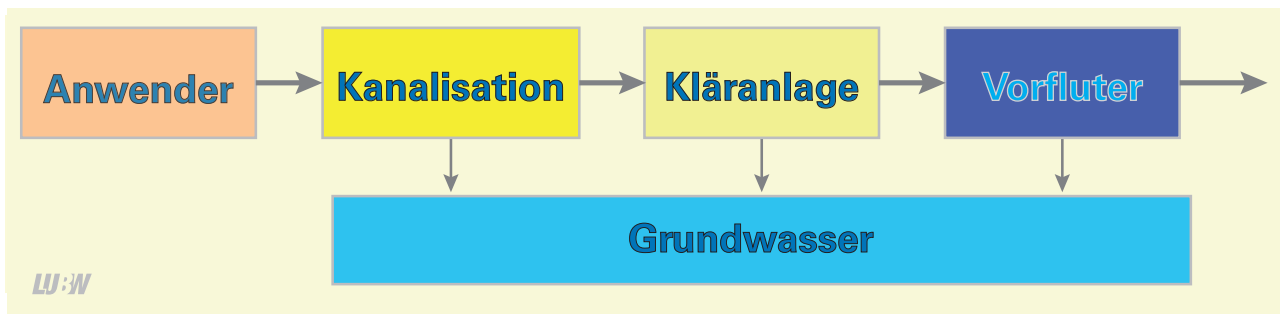 Anwender
Kanalisation
Kläranlage
Vorfluter
Grundwasser
LUBW